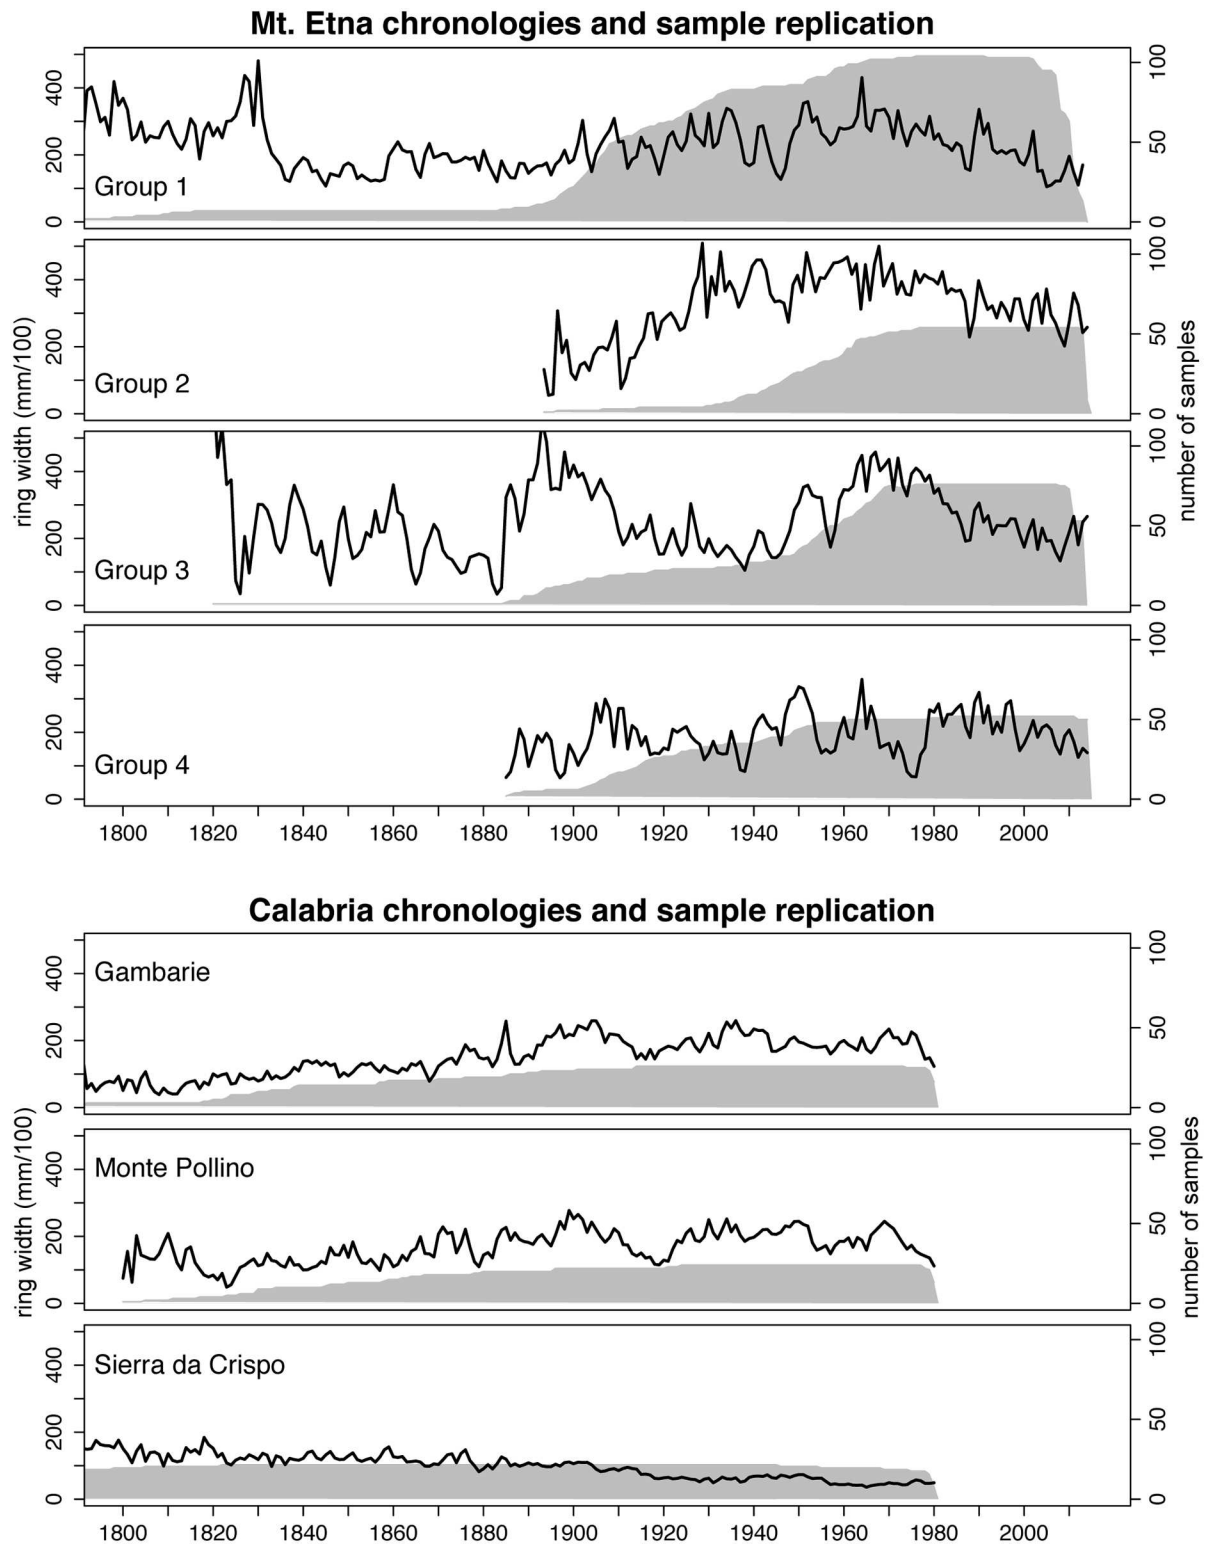 Mt. Etna chronologies and sample replication
0 200 400
Group 1
0 50 100
0 200 400
Group 2
0 50 100
ring width (mm/100)
number of samples
0 200 400
Group 3
0 50 100
0 200 400
Group 4
0 50 100
1800 1820 1840 1860 1880 1900 1920 1940 1960 1980 2000
Calabria chronologies and sample replication
0 200 400
Gambarie
0 50 100
ring width (mm/100)
number of samples
0 200 400
Monte Pollino
0 50 100
0 200 400
Sierra da Crispo
0 50 100
1800 1820 1840 1860 1880 1900 1920 1940 1960 1980 2000